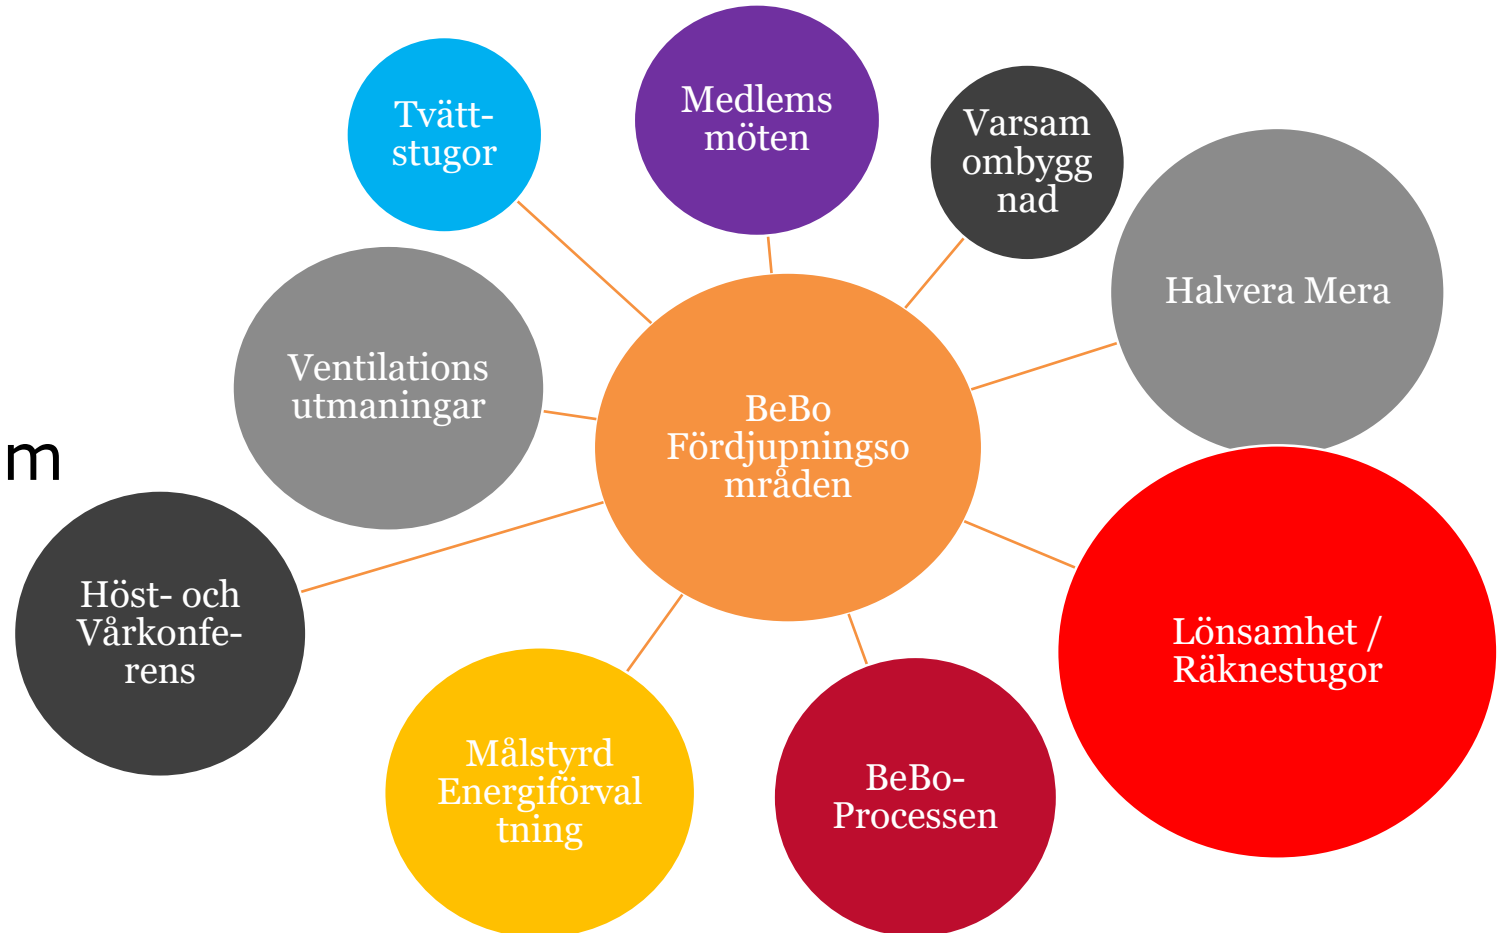 Tvätt-
stugor
Medlems
möten
Varsam
ombygg
nad
Halvera Mera
Ventilations
utmaningar
BeBo
Fördjupningso
mråden
m
Höst- och
Vårkonfe-
rens
Lönsamhet /
Räknestugor
Målstyrd
Energiförval
tning
BeBo-
Processen